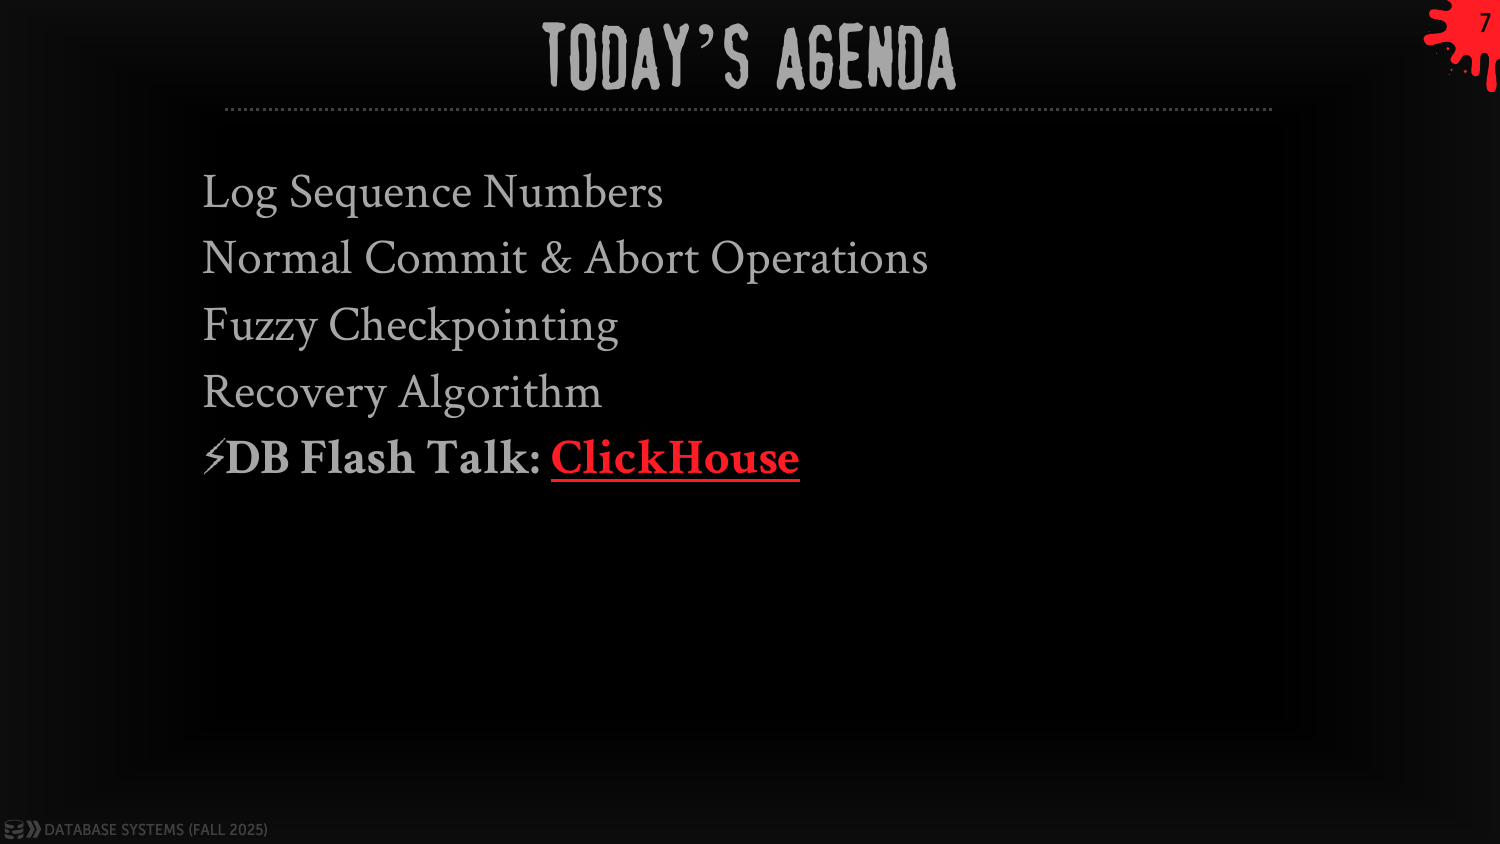 TODAY'S AGENDA
7
Log Sequence Numbers
Normal Commit & Abort Operations
Fuzzy Checkpointing
Recovery Algorithm
⚡DB Flash Talk: ClickHouse
DATABASE SYSTEMS (FALL 2025)